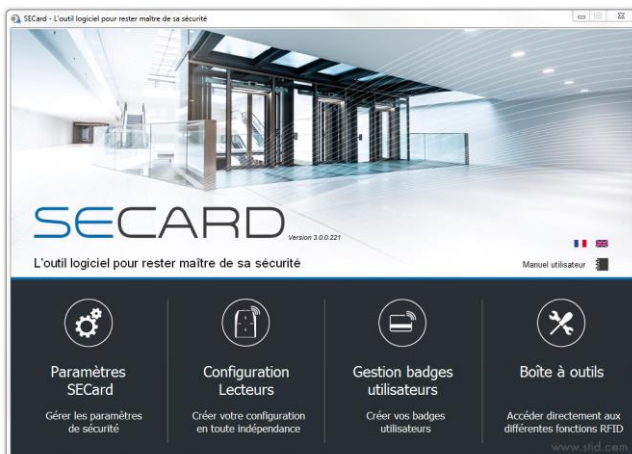 SECard - L'outil logiciel pour rester maître de sa sécurité
SECARD
Version 3.0.0.221
L'outil logiciel pour rester maître de sa sécurité
Manuel utilisateur
Paramètres
SECard
Gérer les paramètres
de sécurité
Configuration
Lecteurs
Créer votre configuration
en toute indépendance
Gestion badges
utilisateurs
Créer vos badges
utilisateurs
Boîte à outils
Accéder directement aux
différentes fonctions RFID
www.stid.com